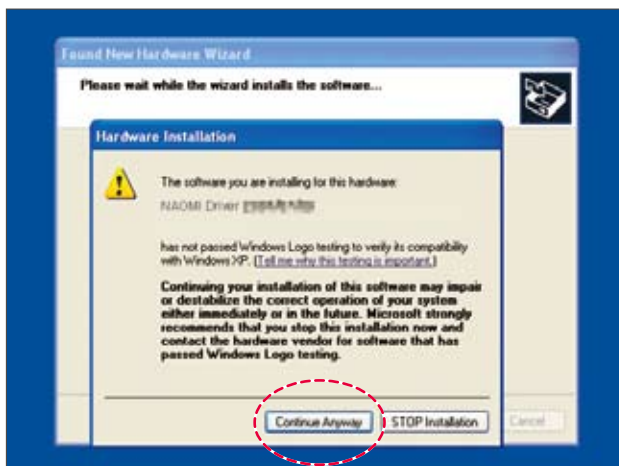 Found New Hardware Wizard
Please wait while the wizard installs the software...
Hardware Installation
The software you are installing for this hardware:
NAOMI Driver
has not passed Windows Logo testing to verify its compatibility
with Windows XP. (Tell me why this testing is important.)
Continuing your installation of this software may impair
or destabilize the correct operation of your system
either immediately or in the future. Microsoft strongly
recommends that you stop this installation now and
contact the hardware vendor for software that has
passed Windows Logo testing.
Continue Anyway STOP Installation Cancel